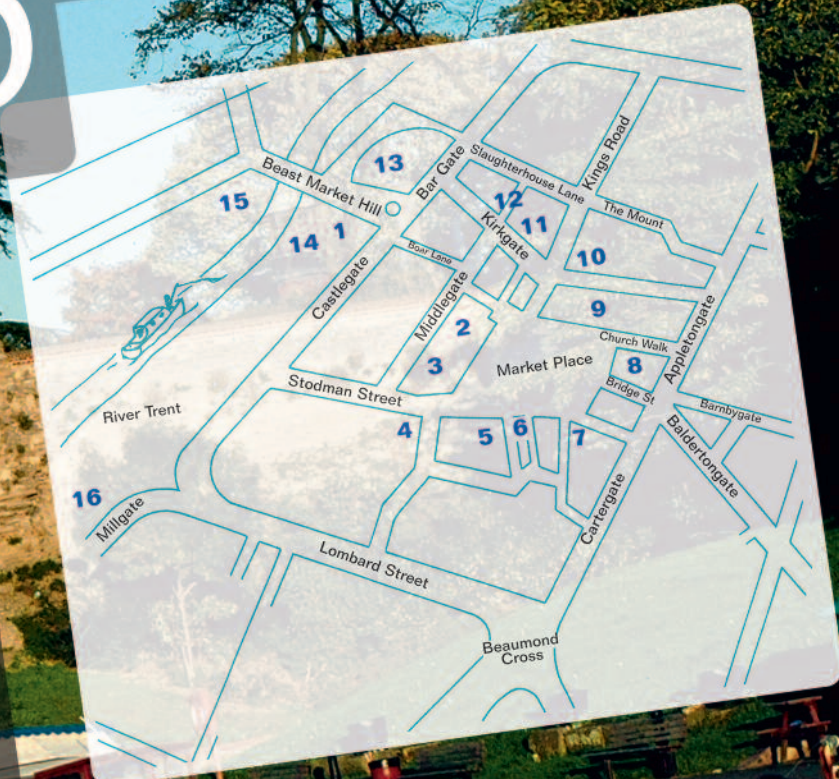 Kings Road
Slaughterhouse Lane
Bar Gate
13
Beast Market Hill
12
The Mount
15
Kirkgate
11
14
1
Boar Lane
10
Castlegate
Middlegate
9
2
Appletongate
Church Walk
3
Market Place
8
Stodman Street
Bridge St
River Trent
Barnbygate
4
5
6
7
Baldertongate
16
Millgate
Cartergate
Lombard Street
Beaumond
Cross